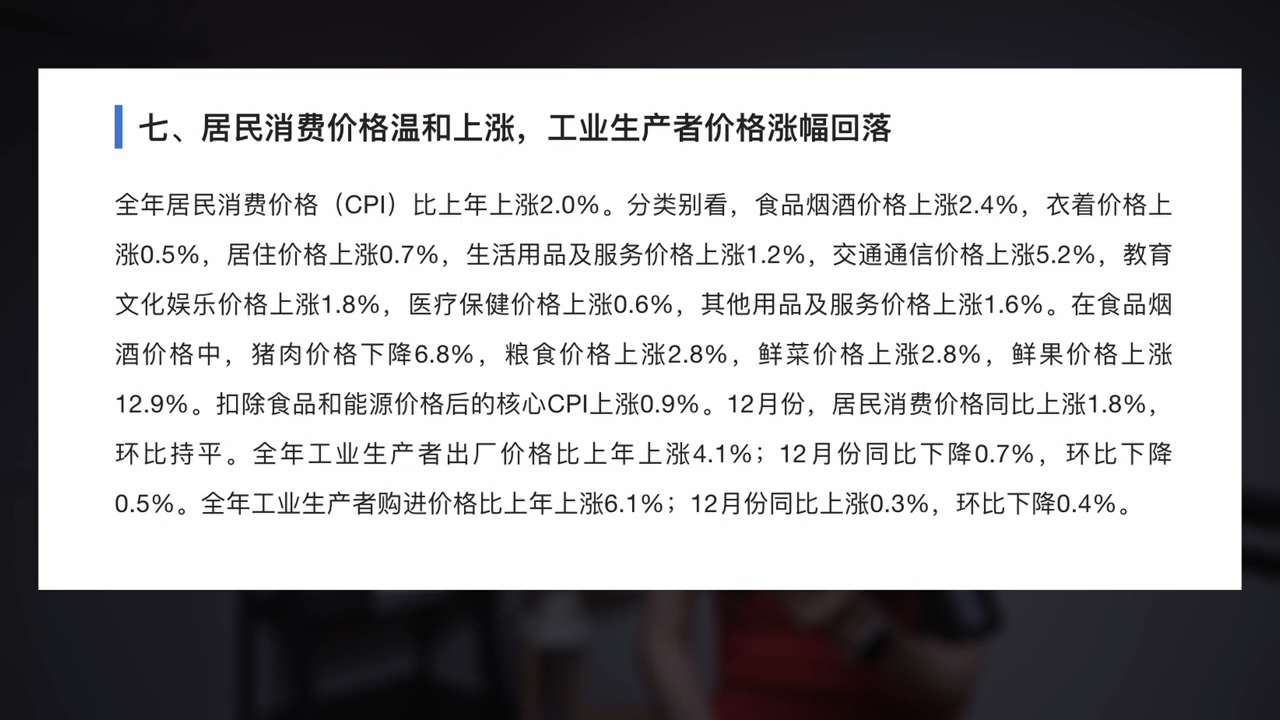 七、居民消费价格温和上涨，工业生产者价格涨幅回落
全年居民消费价格（CPI）比上年上涨2.0%。分类别看，食品烟酒价格上涨2.4%，衣着价格上
涨0.5%，居住价格上涨0.7%，生活用品及服务价格上涨1.2%，交通通信价格上涨5.2%，教育
文化娱乐价格上涨1.8%，医疗保健价格上涨0.6%，其他用品及服务价格上涨1.6%。在食品烟
酒价格中，猪肉价格下降6.8%，粮食价格上涨2.8%，鲜菜价格上涨2.8%，鲜果价格上涨
12.9%。扣除食品和能源价格后的核心CPI上涨0.9%。12月份，居民消费价格同比上涨1.8%，
环比持平。全年工业生产者出厂价格比上年上涨4.1%；12月份同比下降0.7%，环比下降
0.5%。全年工业生产者购进价格比上年上涨6.1%；12月份同比上涨0.3%，环比下降0.4%。